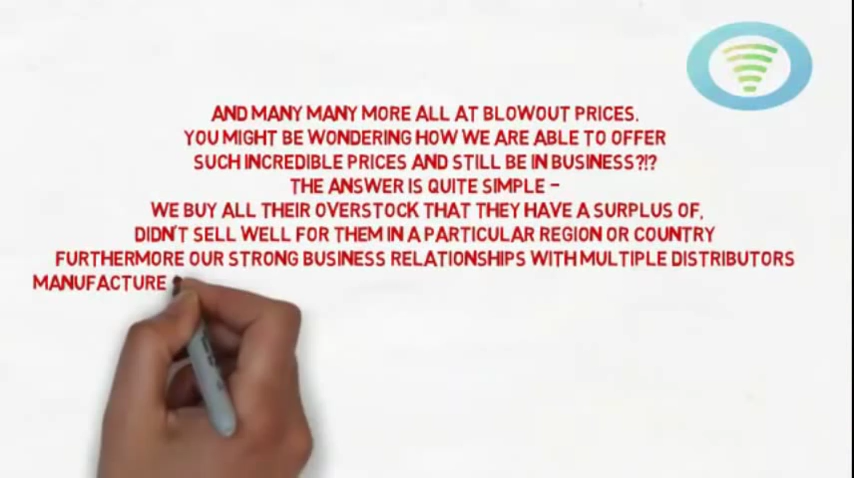 AND MANY MANY MORE ALL AT BLOWOUT PRICES.
YOU MIGHT BE WONDERING HOW WE ARE ABLE TO OFFER
SUCH INCREDIBLE PRICES AND STILL BE IN BUSINESS?!?
THE ANSWER IS QUITE SIMPLE -
WE BUY ALL THEIR OVERSTOCK THAT THEY HAVE A SURPLUS OF,
DIDN'T SELL WELL FOR THEM IN A PARTICULAR REGION OR COUNTRY
FURTHERMORE OUR STRONG BUSINESS RELATIONSHIPS WITH MULTIPLE DISTRIBUTORS
MANUFACTURE